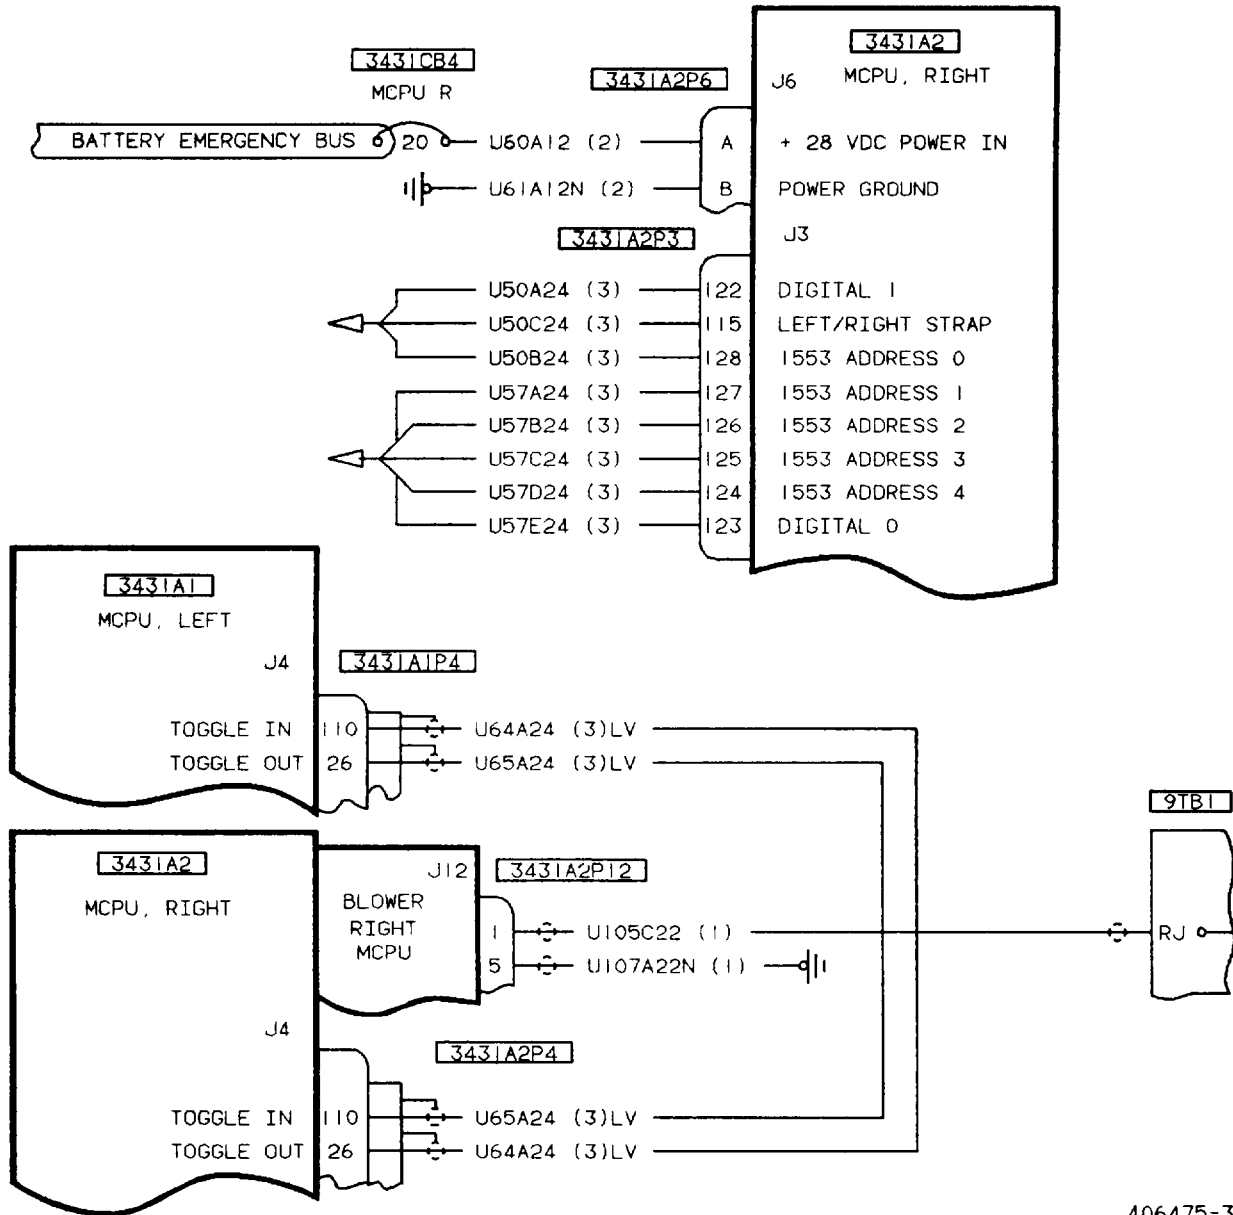 3431A2
3431CB4
3431A2P6
J6
MCPU, RIGHT
MCPU R
BATTERY EMERGENCY BUS 20 U60A12 (2) A + 28 VDC POWER IN
U61A12N (2) B POWER GROUND
3431A2P3
J3
U50A24 (3) 122 DIGITAL 1
U50C24 (3) 115 LEFT/RIGHT STRAP
U50B24 (3) 128 1553 ADDRESS 0
U57A24 (3) 127 1553 ADDRESS 1
U57B24 (3) 126 1553 ADDRESS 2
U57C24 (3) 125 1553 ADDRESS 3
U57D24 (3) 124 1553 ADDRESS 4
U57E24 (3) 123 DIGITAL 0
3431A1
MCPU, LEFT
J4
3431A1P4
TOGGLE IN 110 U64A24 (3)LV
TOGGLE OUT 26 U65A24 (3)LV
9TB1
3431A2
MCPU, RIGHT
J12
3431A2P12
BLOWER
RIGHT
MCPU
1 U105C22 (1) RJ
5 U107A22N (1)
J4
3431A2P4
TOGGLE IN 110 U65A24 (3)LV
TOGGLE OUT 26 U64A24 (3)LV
406475-3